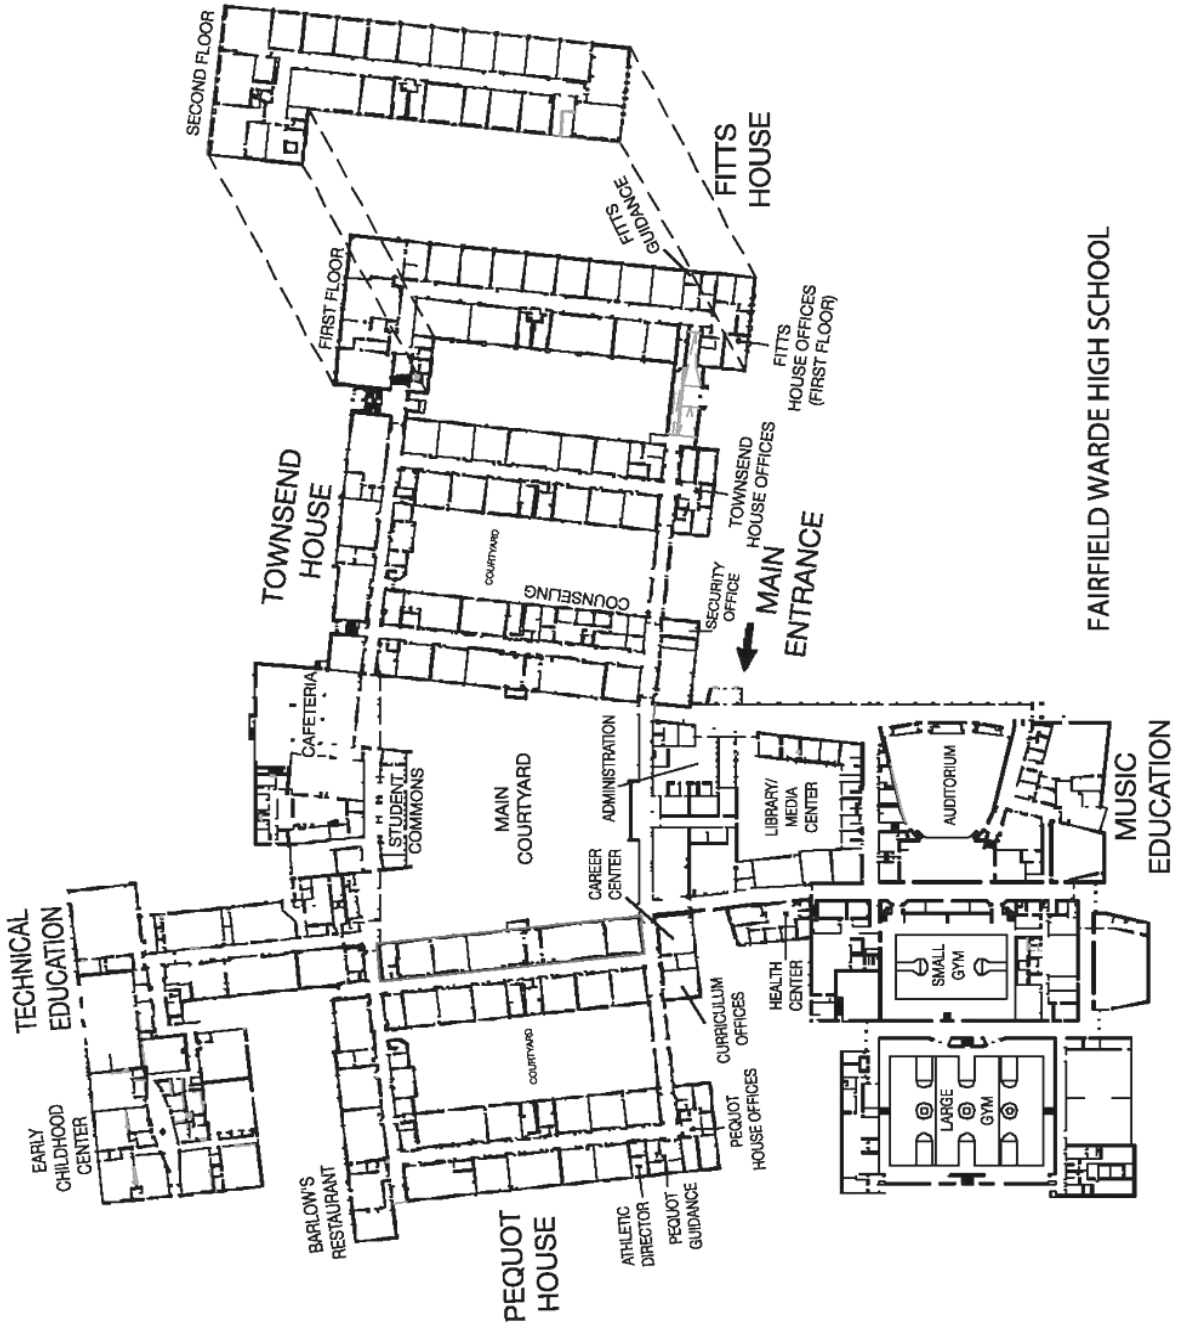 SECOND FLOOR
FITTS
HOUSE
FITTS
GUIDANCE
FIRST FLOOR
FITTS
HOUSE OFFICES
(FIRST FLOOR)
TOWNSEND
HOUSE
TOWNSEND
HOUSE OFFICES
COURTYARD
COUNSELING
SECURITY
OFFICE
MAIN
ENTRANCE
CAFETERIA
STUDENT
COMMONS
MAIN
COURTYARD
ADMINISTRATION
LIBRARY/
MEDIA
CENTER
AUDITORIUM
MUSIC
EDUCATION
CAREER
CENTER
TECHNICAL
EDUCATION
HEALTH
CENTER
SMALL
GYM
CURRICULUM
OFFICES
COURTYARD
EARLY
CHILDHOOD
CENTER
LARGE
GYM
PEQUOT
HOUSE OFFICES
BARLOW'S
RESTAURANT
PEQUOT
HOUSE
ATHLETIC
DIRECTOR
PEQUOT
GUIDANCE
FAIRFIELD WARDE HIGH SCHOOL